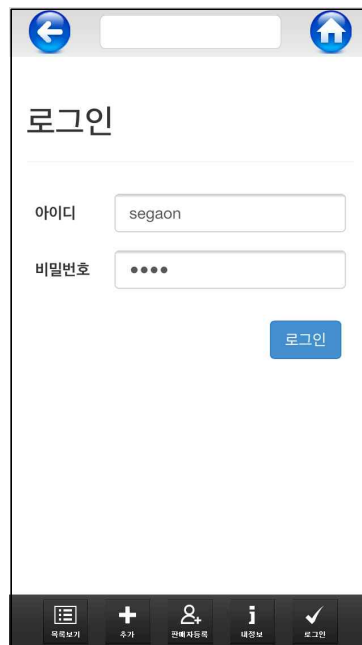 로그인
아이디 segaon
비밀번호 ••••
로그인
목록보기 추가 판매자등록 내정보 로그인